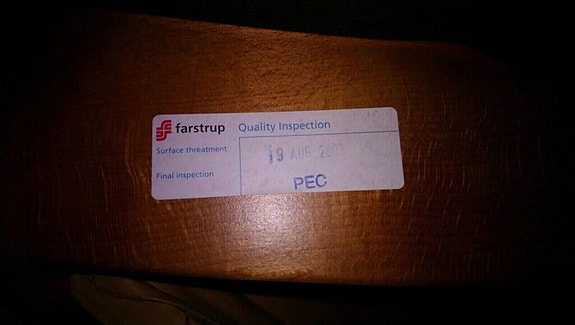 farstrup Quality Inspection
Surface threatment
19 AUG
Final inspection
PEC